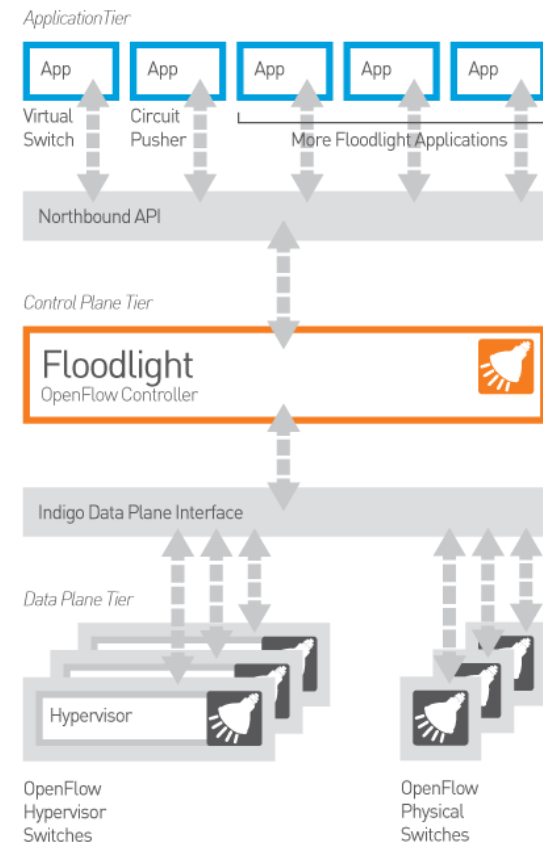 ApplicationTier
App
App
App
App
App
Virtual
Switch
Circuit
Pusher
More Floodlight Applications
Northbound API
Control Plane Tier
Floodlight
OpenFlow Controller
Indigo Data Plane Interface
Data Plane Tier
Hypervisor
OpenFlow
Hypervisor
Switches
OpenFlow
Physical
Switches